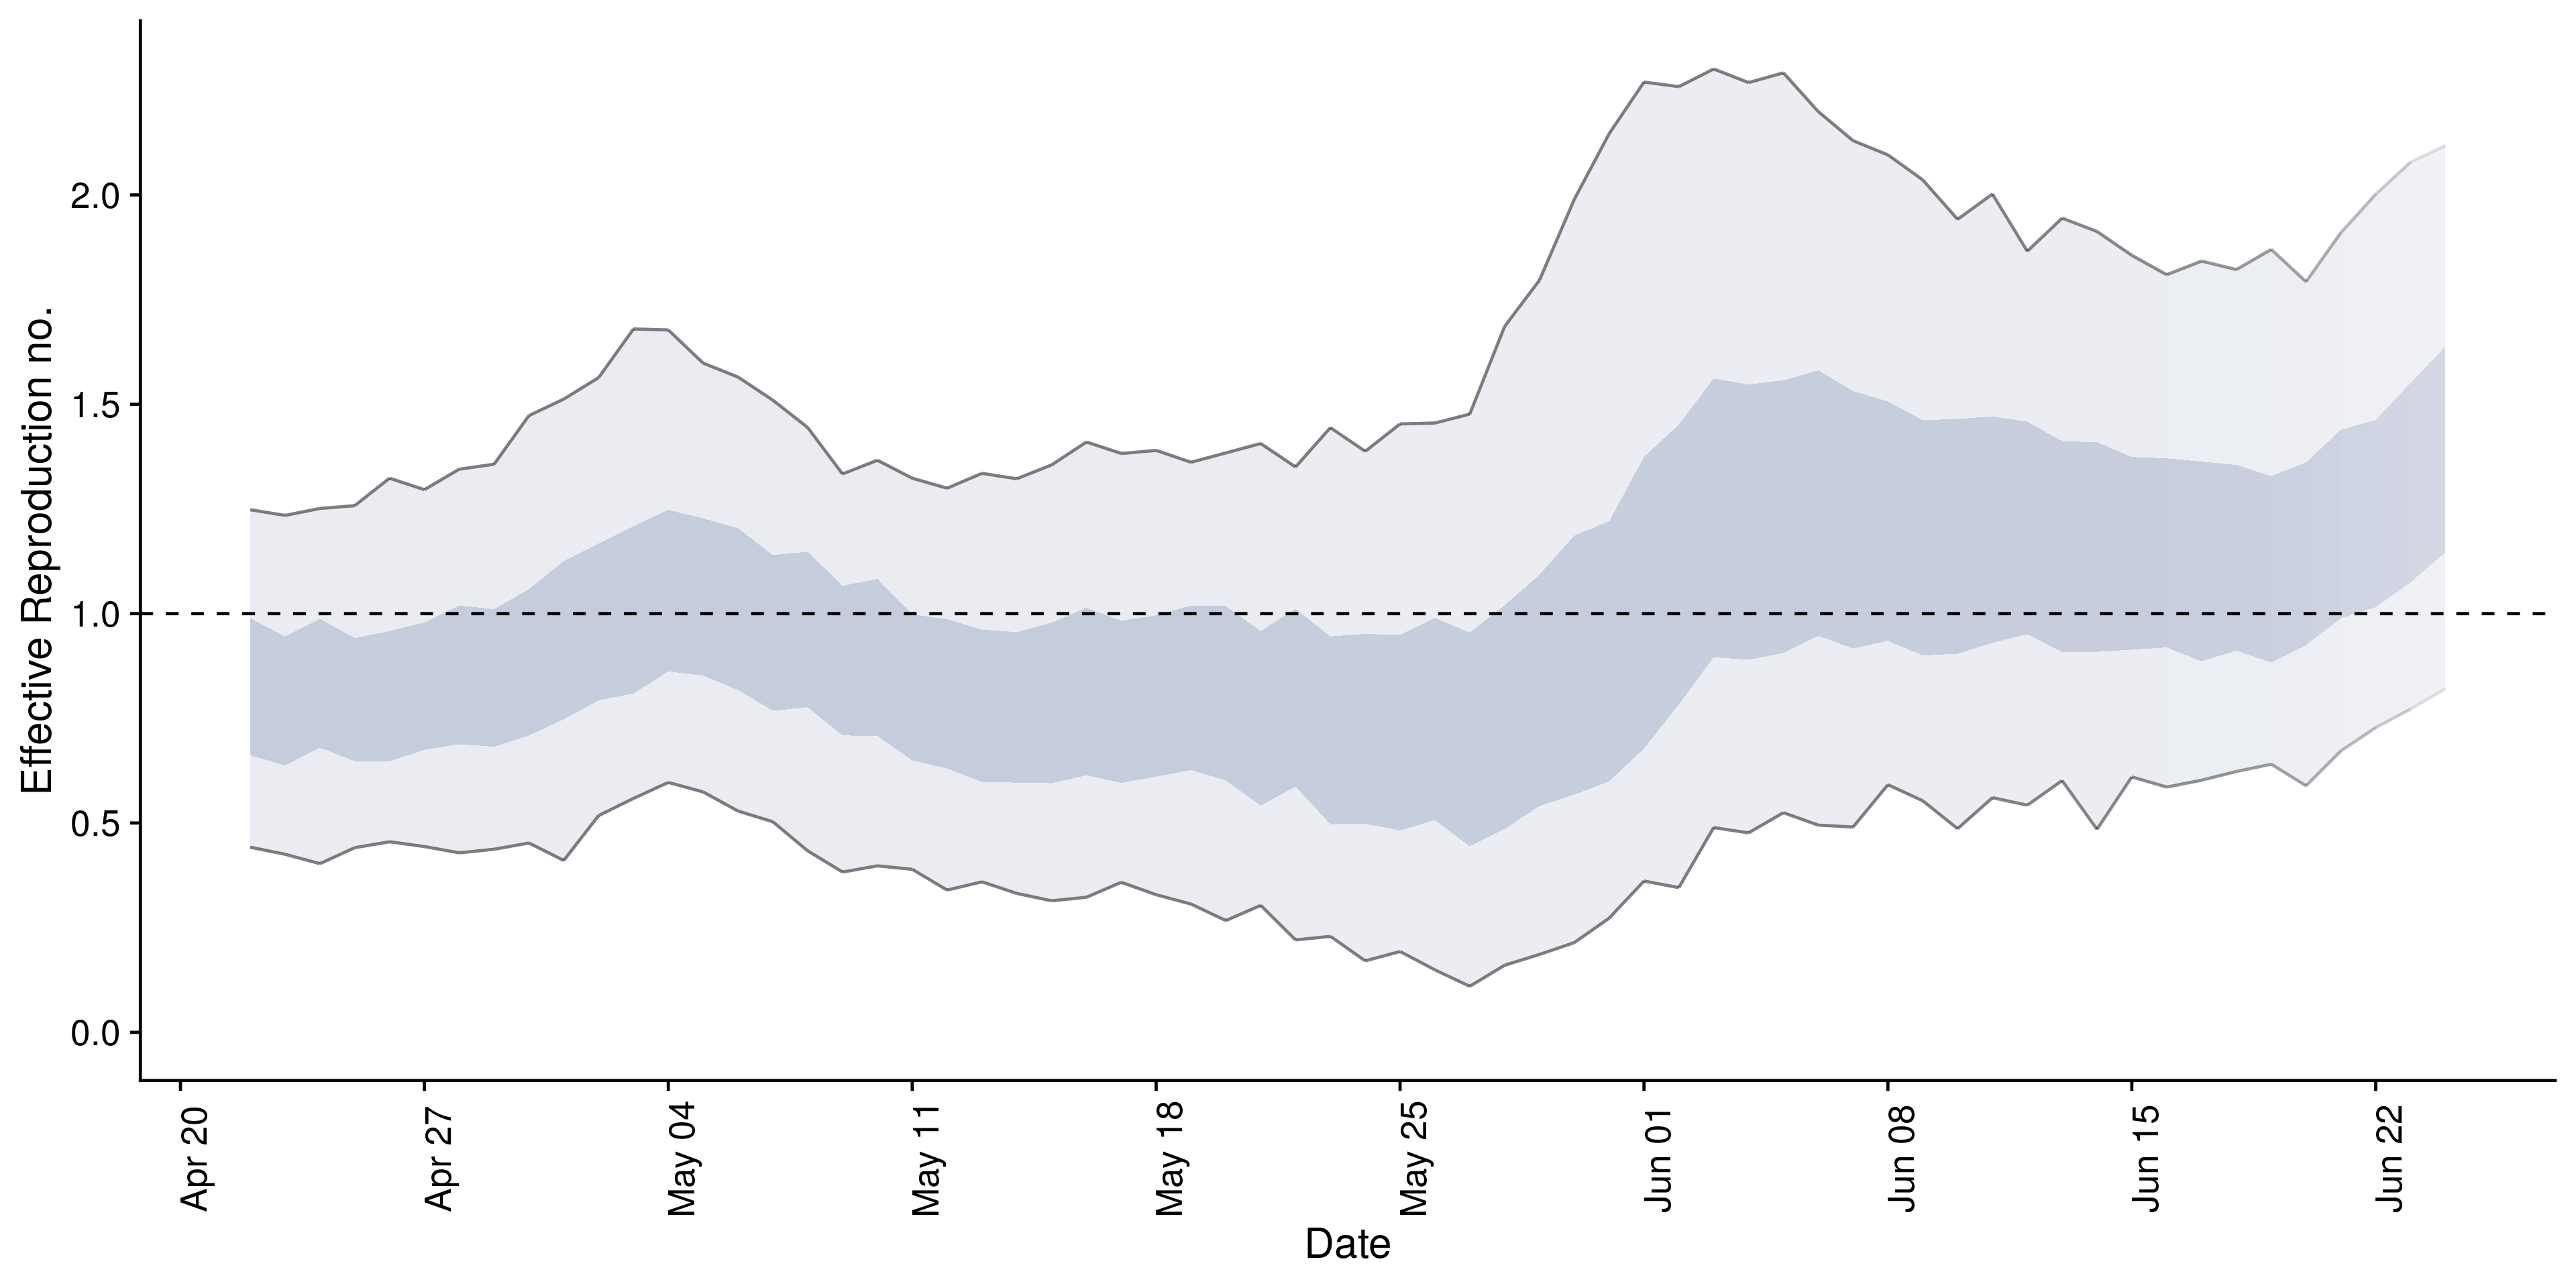 Effective Reproduction no.
2.0
1.5
1.0
0.5
0.0
Apr 20
Apr 27
May 04
May 11
May 18
May 25
Jun 01
Jun 08
Jun 15
Jun 22
Date